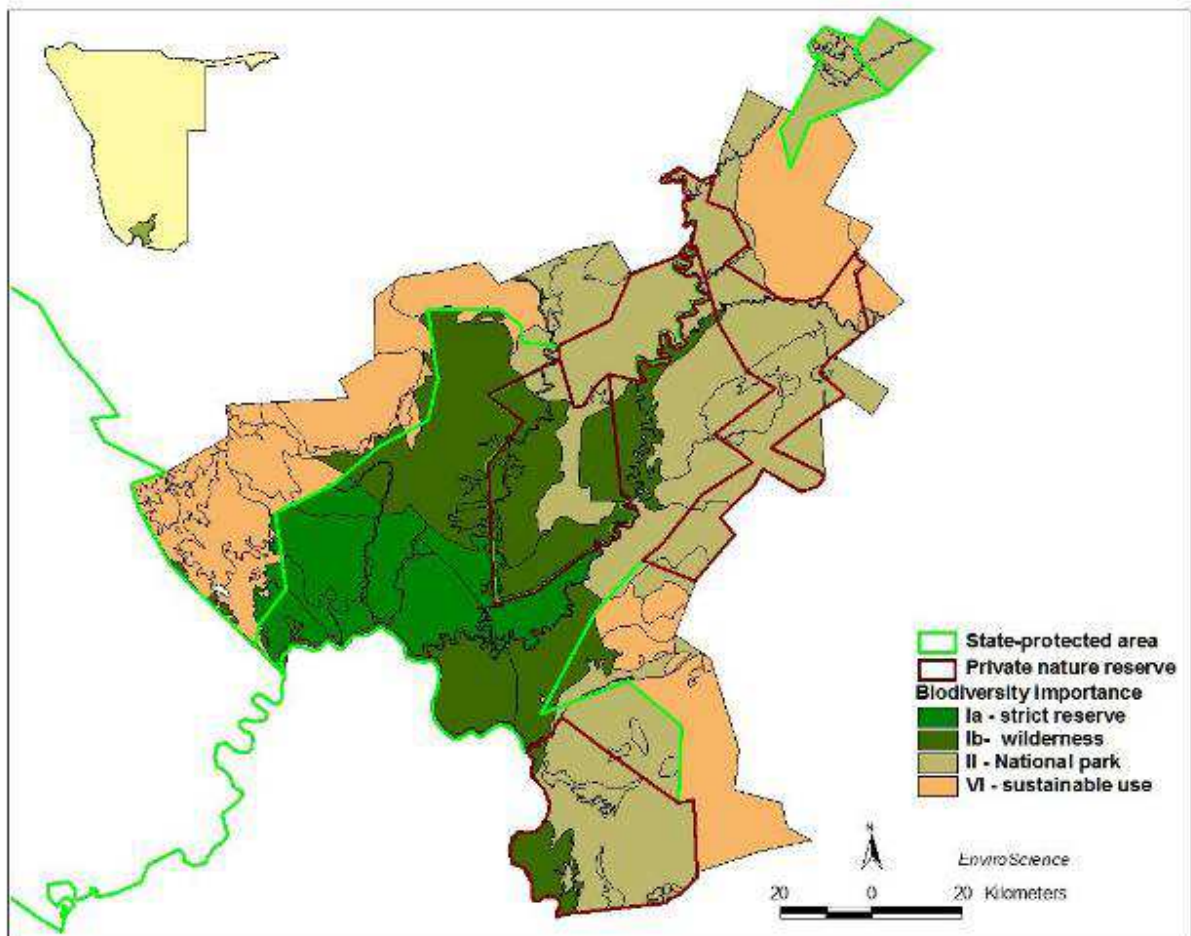 State-protected area
Private nature reserve
Biodiversity Importance
Ia - strict reserve
Ib- wilderness
II - National park
VI - sustainable use
N
EnviroScience
20 0 20 Kilometers